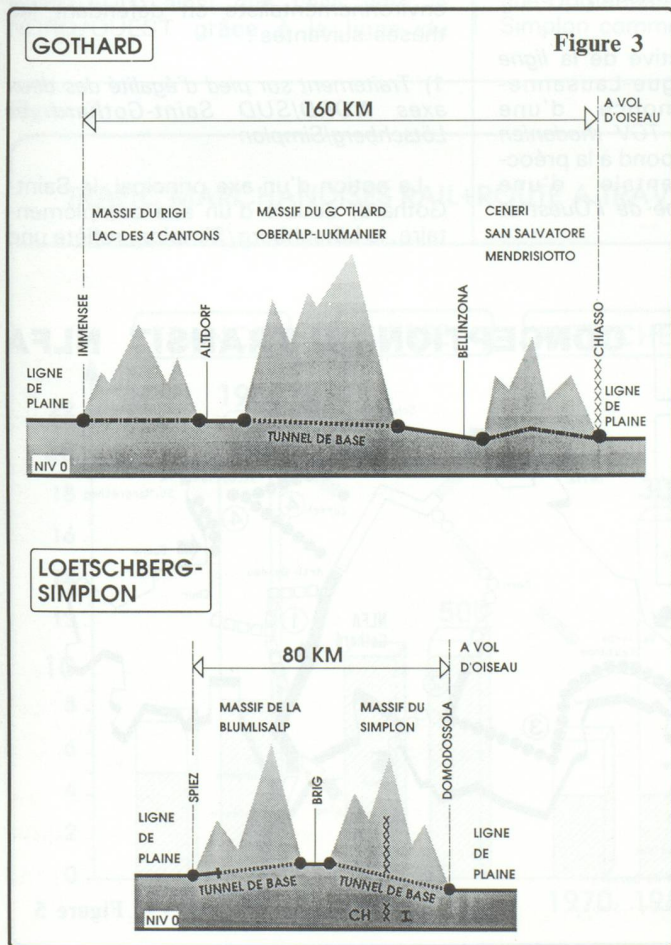 GOTHARD
Figure 3
160 KM
A VOL
D'OISEAU
MASSIF DU RIGI
LAC DES 4 CANTONS
MASSIF DU GOTHARD
OBERALP-LUKMANIER
CENERI
SAN SALVATORE
MENDRISIOTTO
IMMENSEE
ALTDORF
BELLINZONA
CHIASSO
LIGNE
DE
PLAINE
LIGNE
DE
PLAINE
TUNNEL DE BASE
NIV 0
LOETSCHBERG-
SIMPLON
80 KM
A VOL
D'OISEAU
MASSIF DE LA
BLUMLISALP
MASSIF DU
SIMPLON
SPIEZ
BRIG
DOMODOSSOLA
LIGNE
DE
PLAINE
LIGNE
DE
PLAINE
TUNNEL DE BASE
TUNNEL DE BASE
NIV 0
CH
I